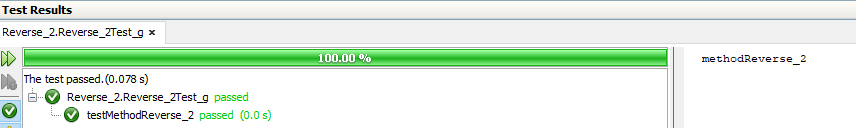 Test Results
Reverse_2.Reverse_2Test_g ×
100.00 %
The test passed.(0.078 s)
Reverse_2.Reverse_2Test_g passed
testMethodReverse_2 passed (0.0 s)
methodReverse_2